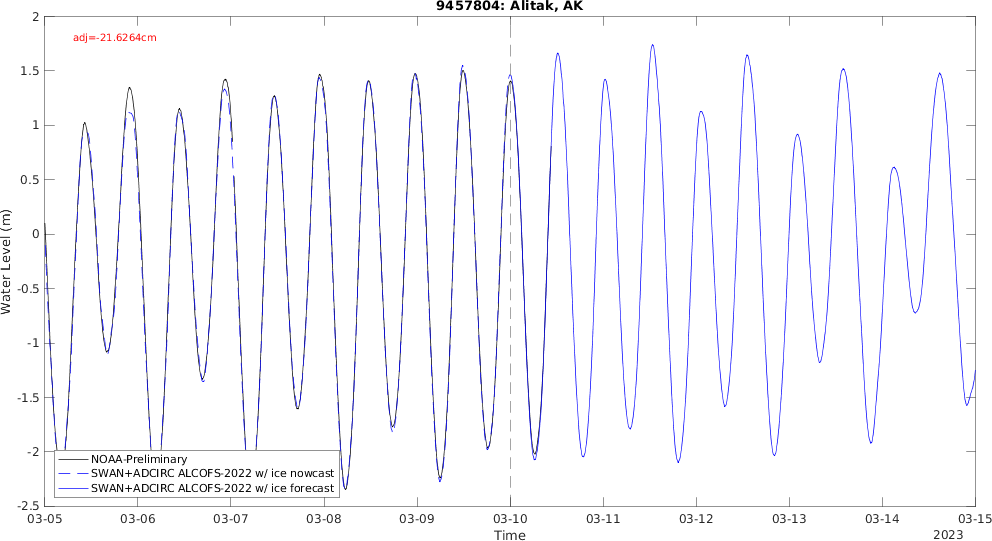 9457804: Alitak, AK
adj=-21.6264cm
2
1.5
1
0.5
0
-0.5
-1
-1.5
-2
-2.5
Water Level (m)
NOAA-Preliminary
SWAN+ADCIRC ALCOFS-2022 w/ ice nowcast
SWAN+ADCIRC ALCOFS-2022 w/ ice forecast
03-05 03-06 03-07 03-08 03-09 03-10 03-11 03-12 03-13 03-14 03-15
Time
2023